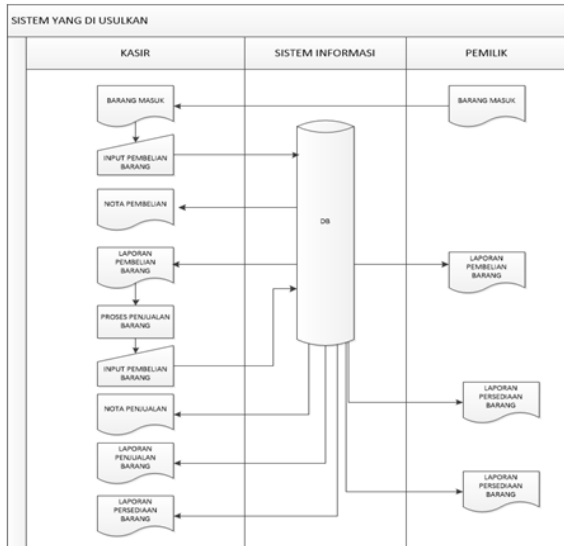 SISTEM YANG DI USULKAN
KASIR
SISTEM INFORMASI
PEMILIK
BARANG MASUK
BARANG MASUK
INPUT PEMBELIAN
BARANG
NOTA PEMBELIAN
DB
LAPORAN
PEMBELIAN
BARANG
LAPORAN
PEMBELIAN
BARANG
PROSES PENJUALAN
BARANG
INPUT PEMBELIAN
BARANG
NOTA PENJUALAN
LAPORAN
PERSEDIAAN
BARANG
LAPORAN
PENJUALAN
BARANG
LAPORAN
PERSEDIAAN
BARANG
LAPORAN
PERSEDIAAN
BARANG